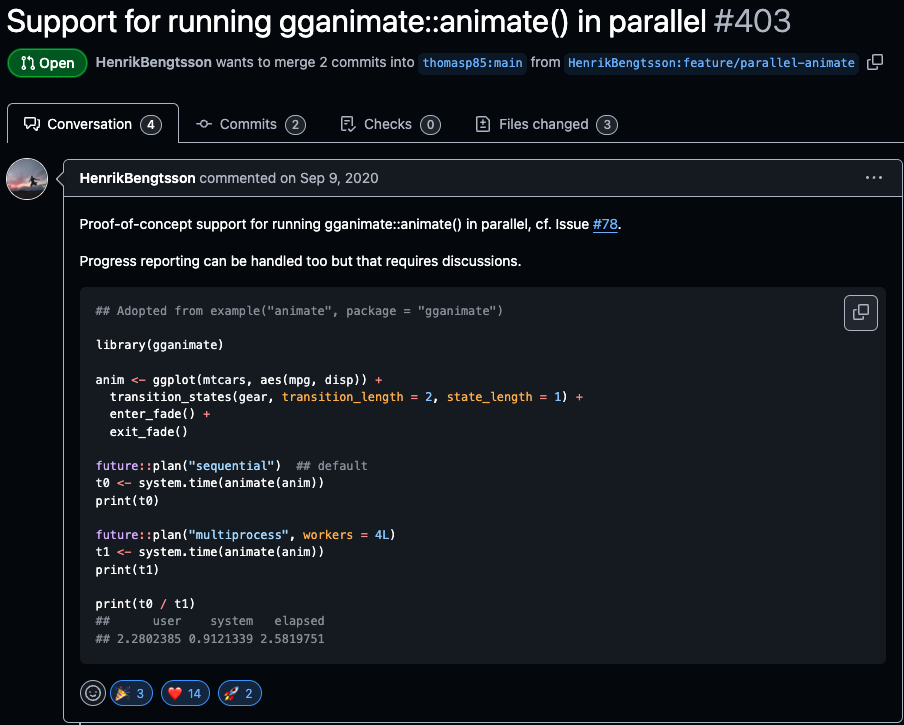 Support for running gganimate::animate() in parallel #403
Open HenrikBengtsson wants to merge 2 commits into thomasp85:main from HenrikBengtsson:feature/parallel-animate
Conversation 4 Commits 2 Checks 0 Files changed 3
HenrikBengtsson commented on Sep 9, 2020
Proof-of-concept support for running gganimate::animate() in parallel, cf. Issue #78.
Progress reporting can be handled too but that requires discussions.
## Adopted from example("animate", package = "gganimate")
library(gganimate)
anim <- ggplot(mtcars, aes(mpg, disp)) +
  transition_states(gear, transition_length = 2, state_length = 1) +
  enter_fade() +
  exit_fade()
future::plan("sequential")  ## default
t0 <- system.time(animate(anim))
print(t0)
future::plan("multiprocess", workers = 4L)
t1 <- system.time(animate(anim))
print(t1)
print(t0 / t1)
##      user    system   elapsed
## 2.2802385 0.9121339 2.5819751
🎉 3 ❤️ 14 🚀 2